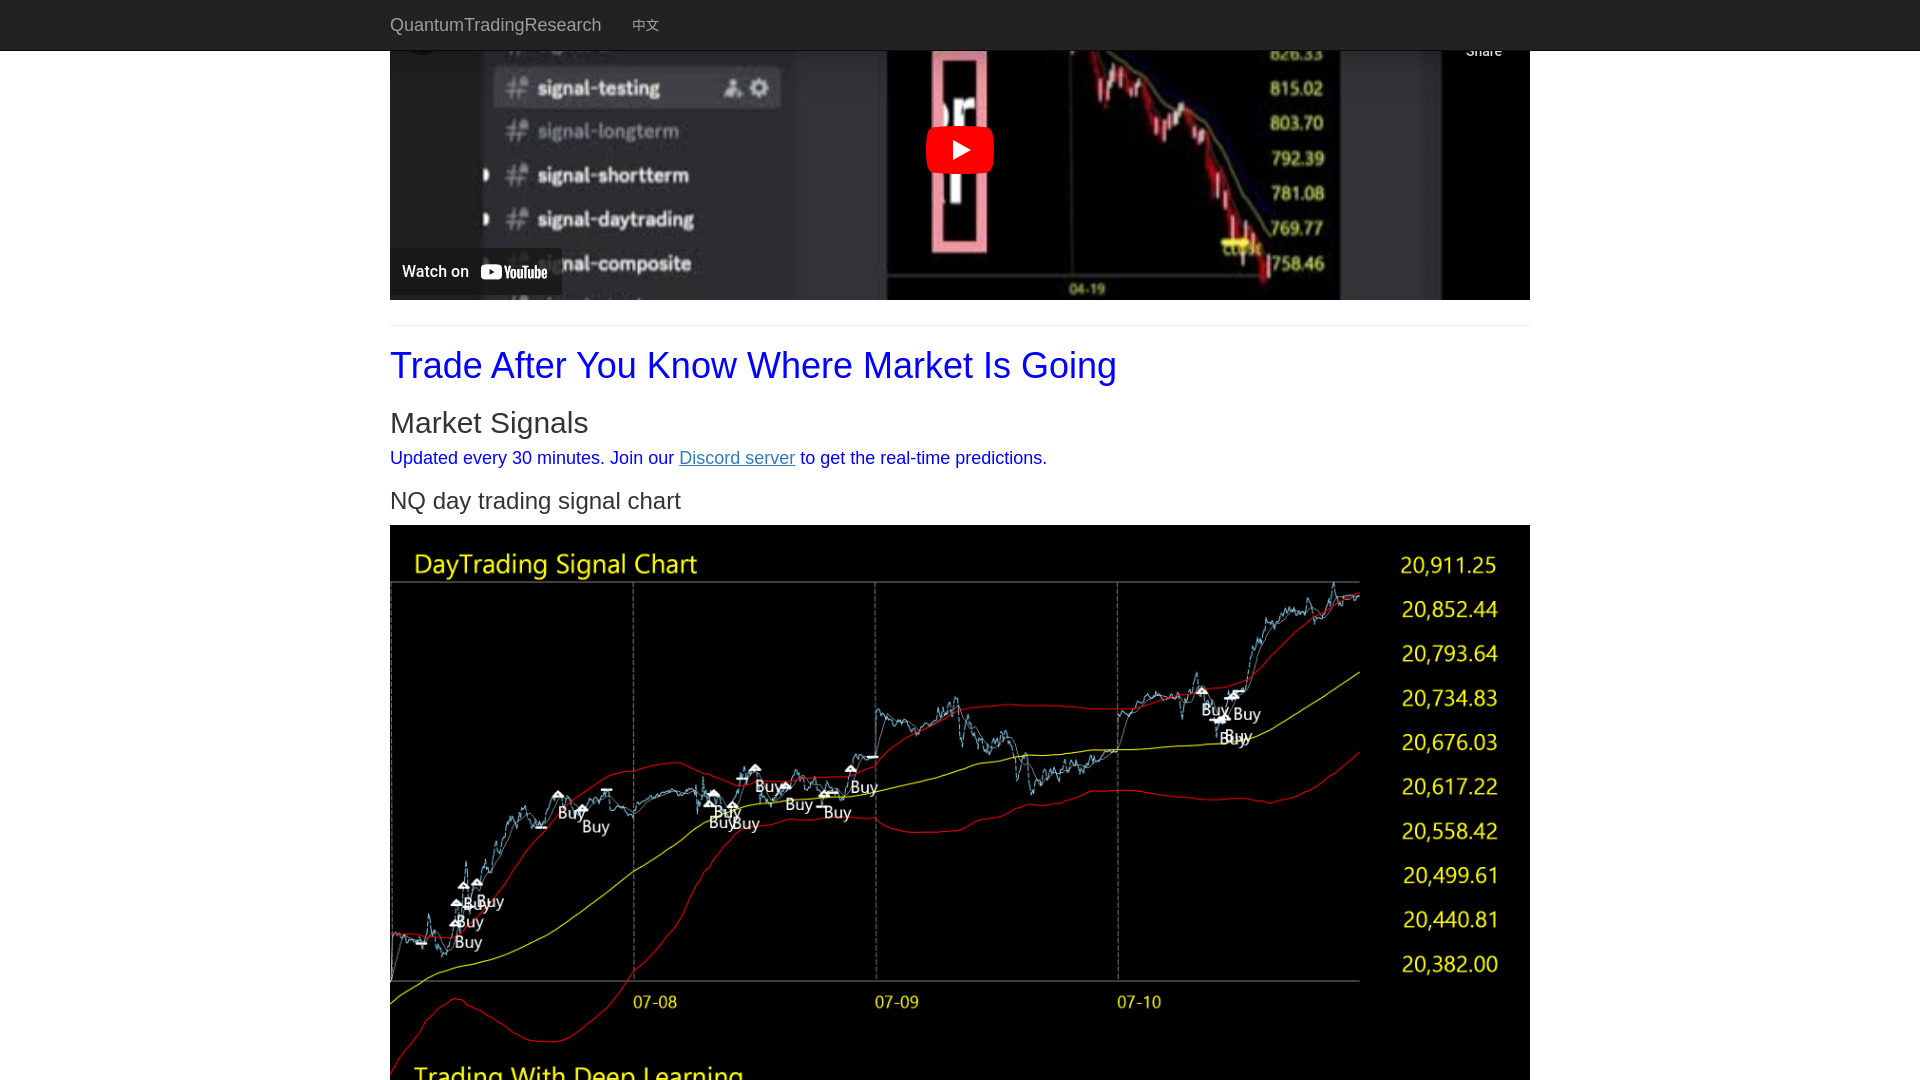 QuantumTradingResearch 中文
Share
826.33
signal-testing
815.02
signal-longterm
803.70
792.39
signal-shortterm
781.08
signal-daytrading
769.77
signal-composite
758.46
04-19
Watch on YouTube
Trade After You Know Where Market Is Going
Market Signals
Updated every 30 minutes. Join our Discord server to get the real-time predictions.
NQ day trading signal chart
DayTrading Signal Chart
20,911.25
20,852.44
20,793.64
20,734.83
20,676.03
20,617.22
20,558.42
20,499.61
20,440.81
20,382.00
Buy Buy
Buy Buy
Buy Buy
Buy Buy Buy
Buy Buy
Buy Buy Buy
Buy Buy
Buy
Buy
07-08 07-09 07-10
Trading With Deep Learning